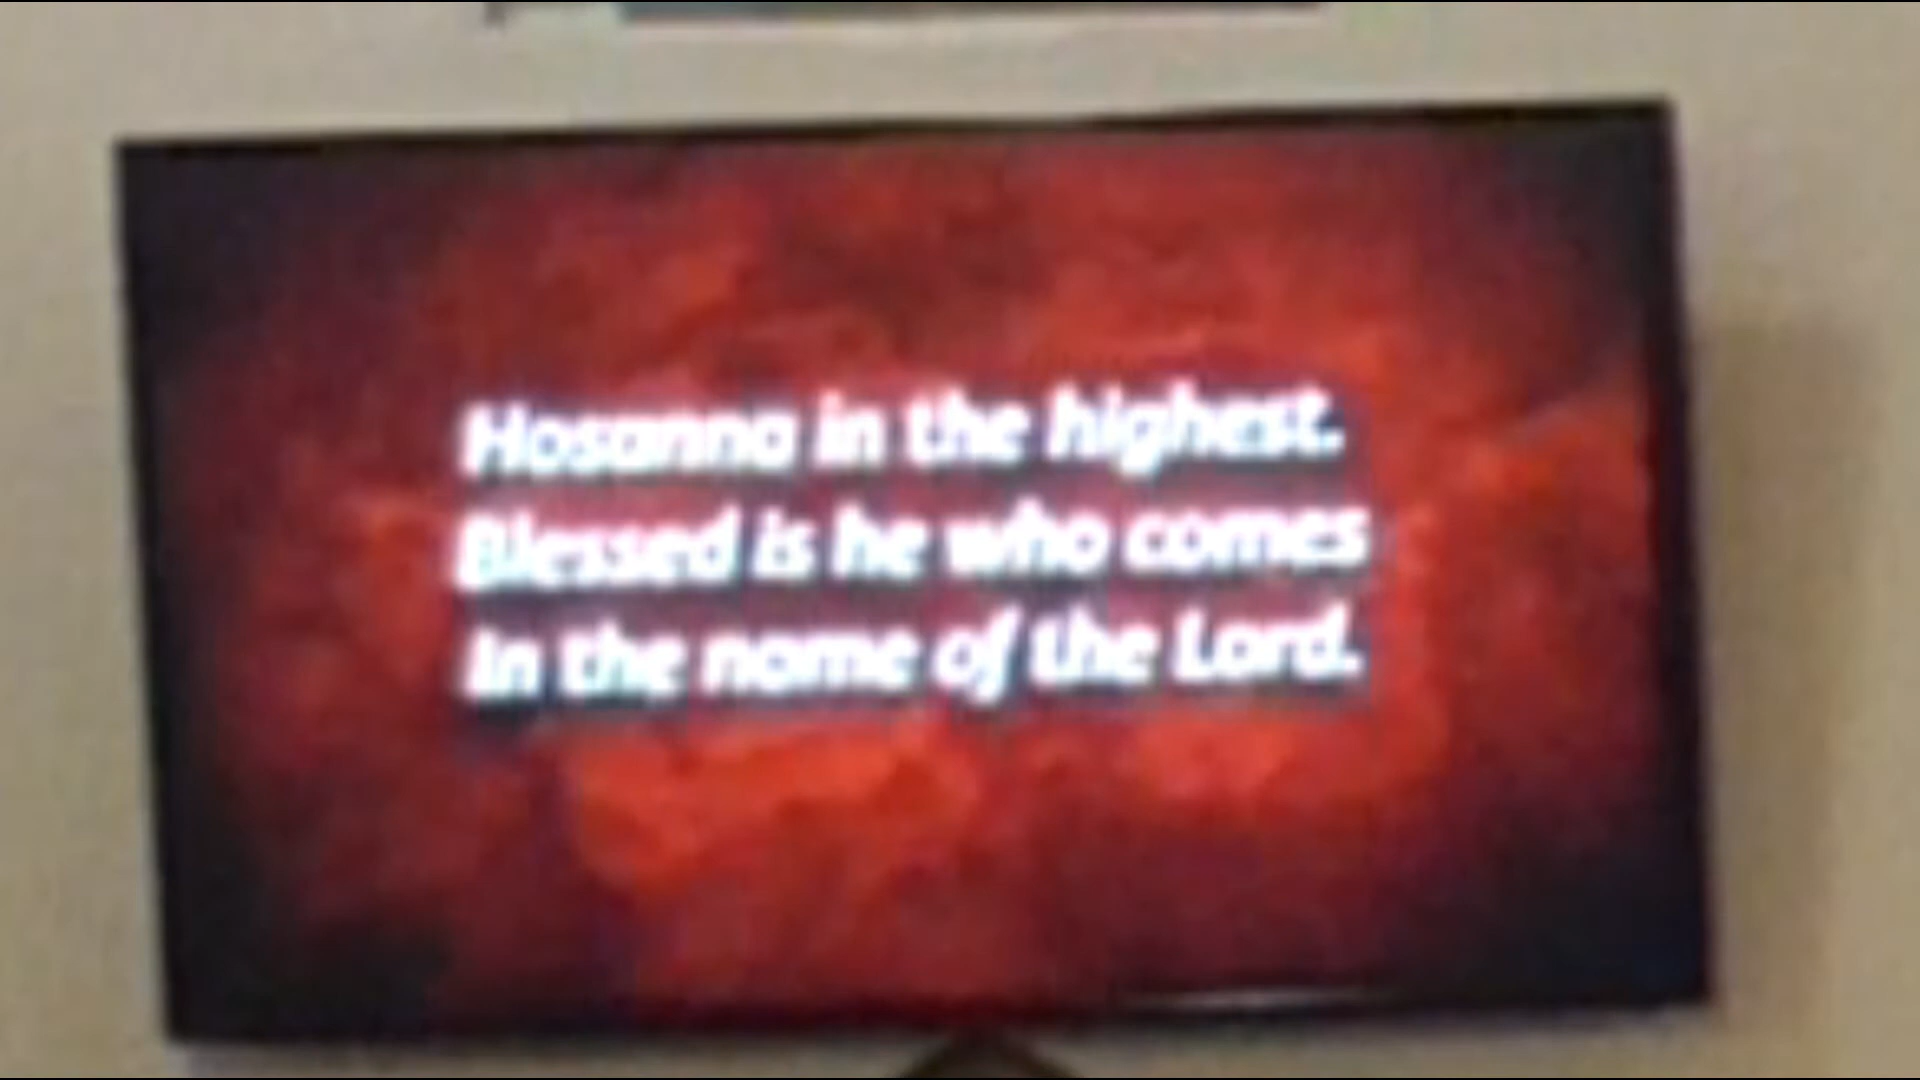 Hosanna in the highest.
Blessed is he who comes
in the name of the Lord.